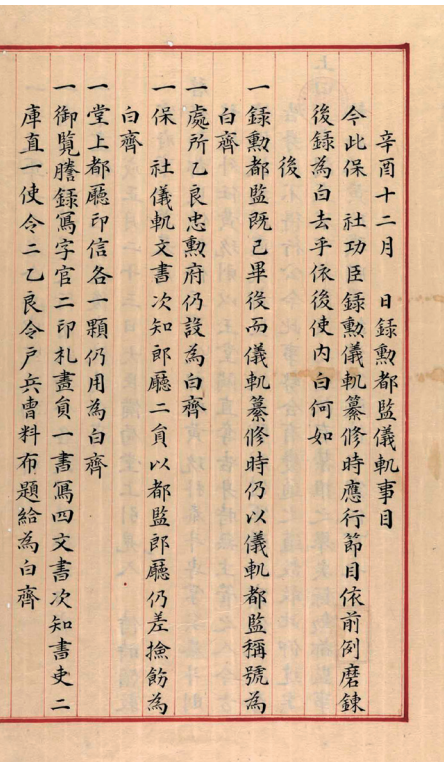 辛酉十二月 日錄勳都監儀軌事目
今此保 社功臣錄勳儀軌纂修時應行節目依前例磨鍊
後錄爲白去乎依後使內白何如
後
一錄勳都監旣已畢後而儀軌纂修時仍以儀軌都監稱號爲
白齊
一處所乙良忠勳府仍設爲白齊
一保 社儀軌文書次知郎廳二員以都監郎廳仍差撿飭爲
白齊
一堂上都廳印信各一顆仍用爲白齊
一御覽謄錄寫字官二印札畫員一書寫四文書次知書吏二
庫直一使令二乙良令戶兵曹料布題給爲白齊